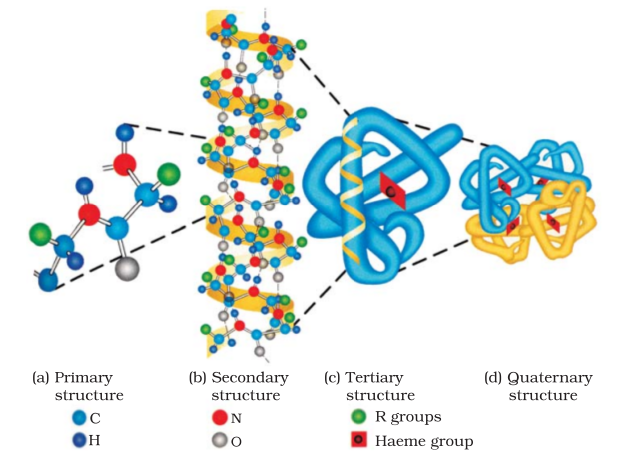 (a) Primary structure
(b) Secondary structure
(c) Tertiary structure
(d) Quaternary structure
C
N
R groups
H
O
Haeme group